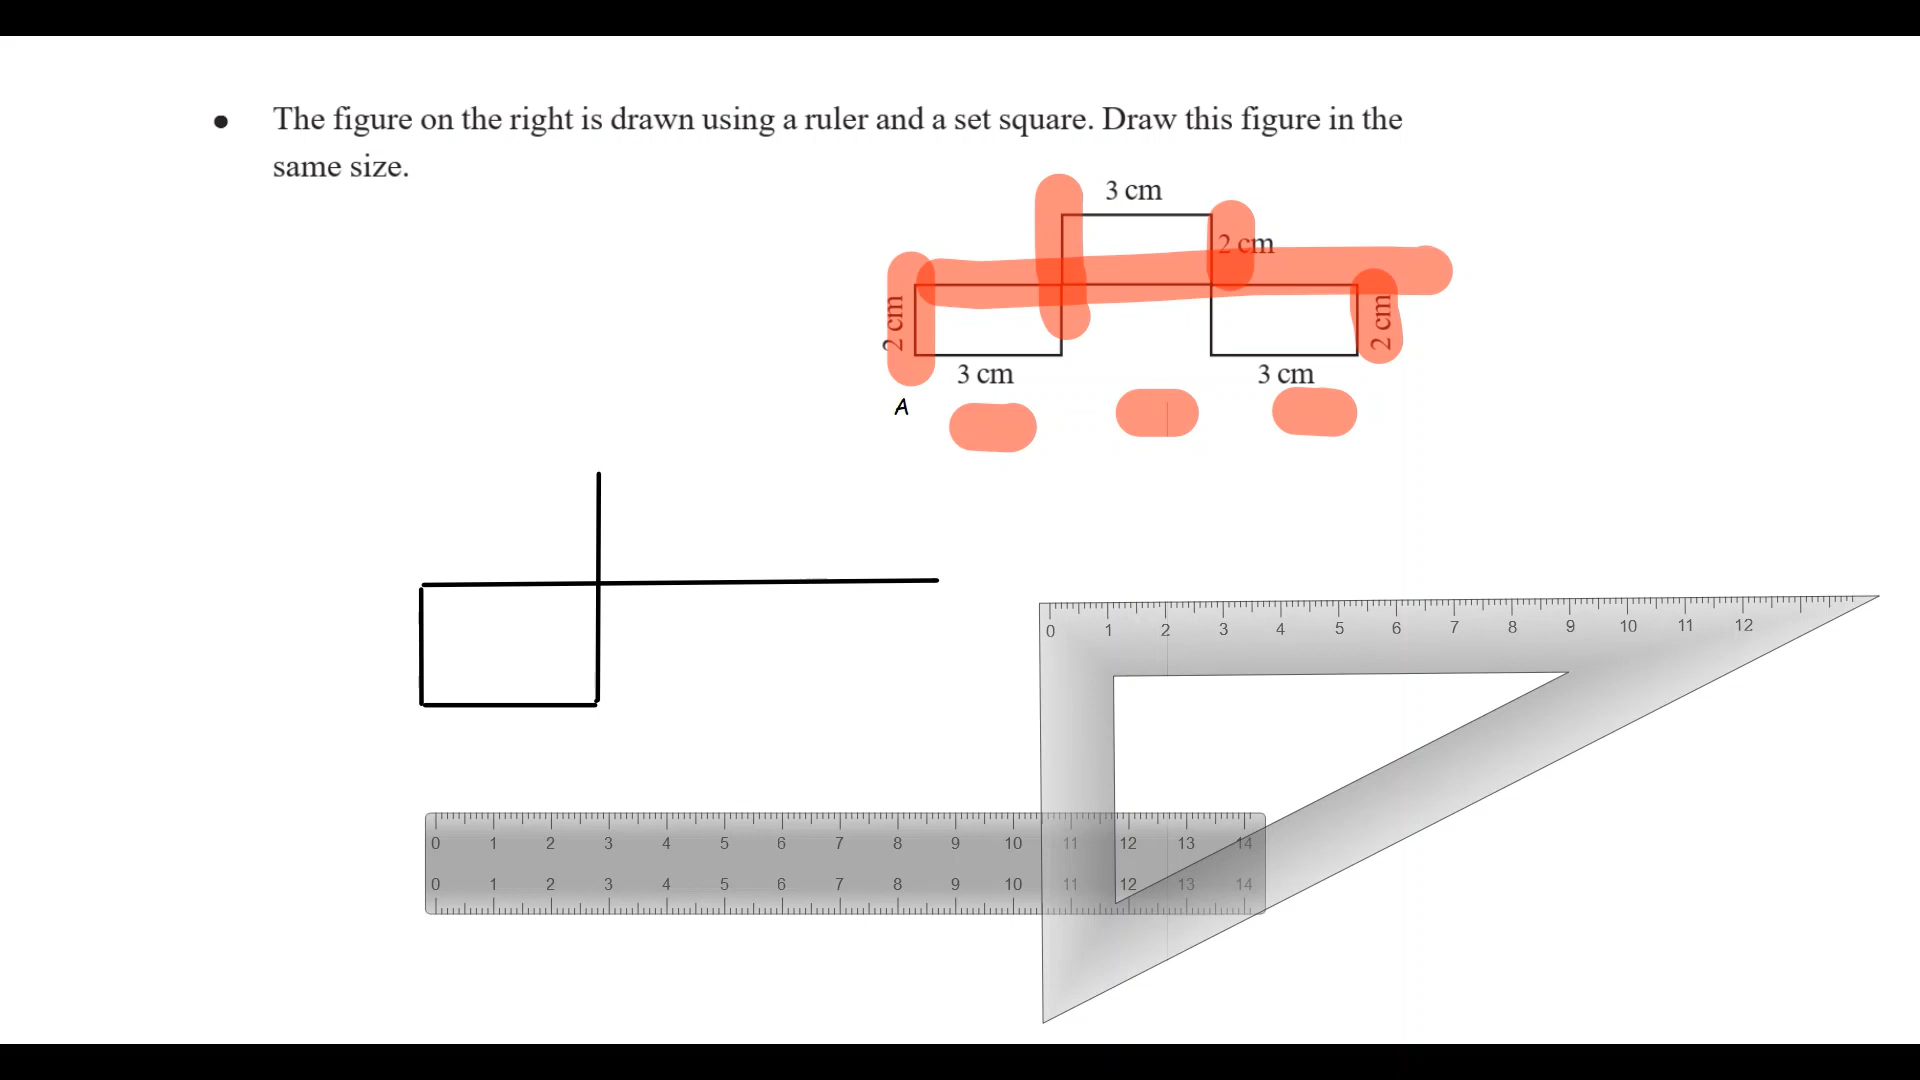 ● The figure on the right is drawn using a ruler and a set square. Draw this figure in the
same size.
3 cm
2 cm
2 cm
2 cm
3 cm
3 cm
A
0 1 2 3 4 5 6 7 8 9 10 11 12
0 1 2 3 4 5 6 7 8 9 10 11 12 13 14
0 1 2 3 4 5 6 7 8 9 10 11 12 13 14